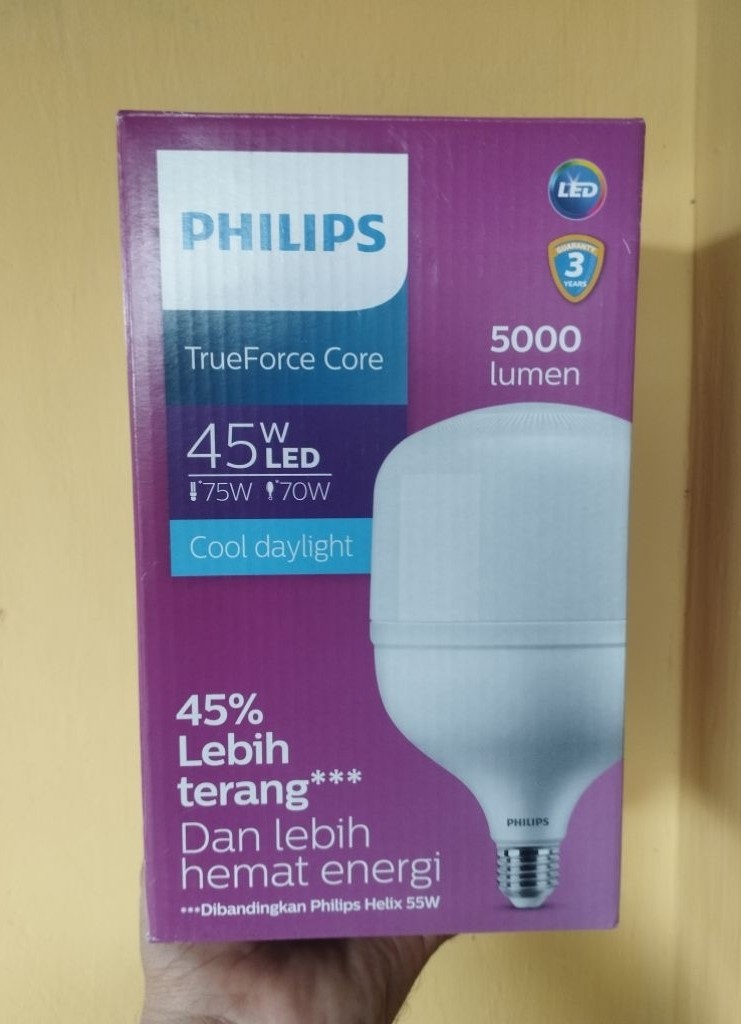 PHILIPS
TrueForce Core
45W
LED
*75W *70W
Cool daylight
LED
GUARANTY
3
YEARS
5000
lumen
PHILIPS
45%
Lebih
terang***
Dan lebih
hemat energi
***Dibandingkan Philips Helix 55W